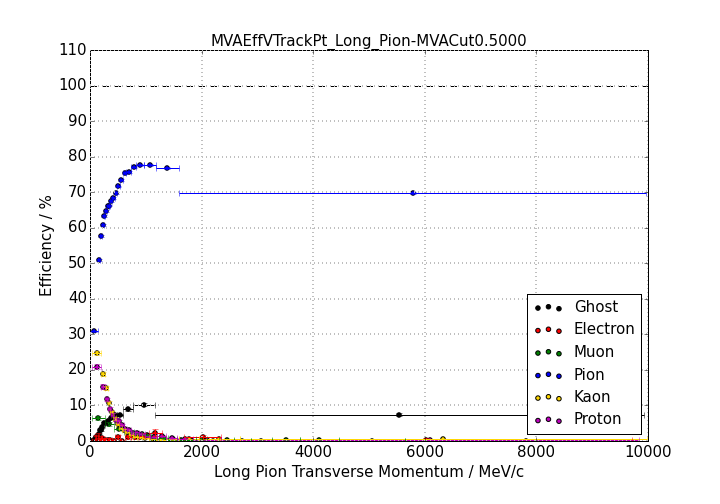 MVAEffVTrackPt_Long_Pion-MVACut0.5000
110
100
90
80
70
60
50
40
30
20
10
0
Efficiency / %
Ghost
Electron
Muon
Pion
Kaon
Proton
0 2000 4000 6000 8000 10000
Long Pion Transverse Momentum / MeV/c